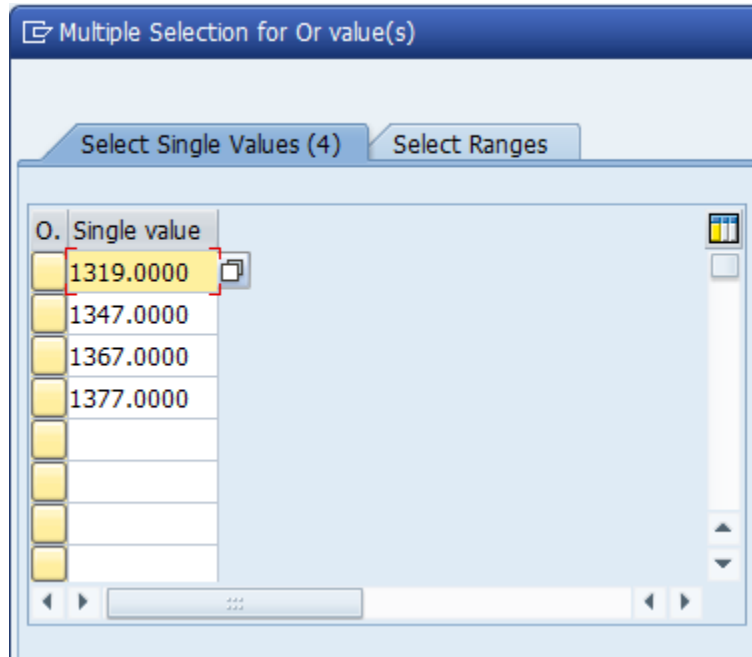 Multiple Selection for Or value(s)
Select Single Values (4) Select Ranges
O. Single value
1319.0000
1347.0000
1367.0000
1377.0000